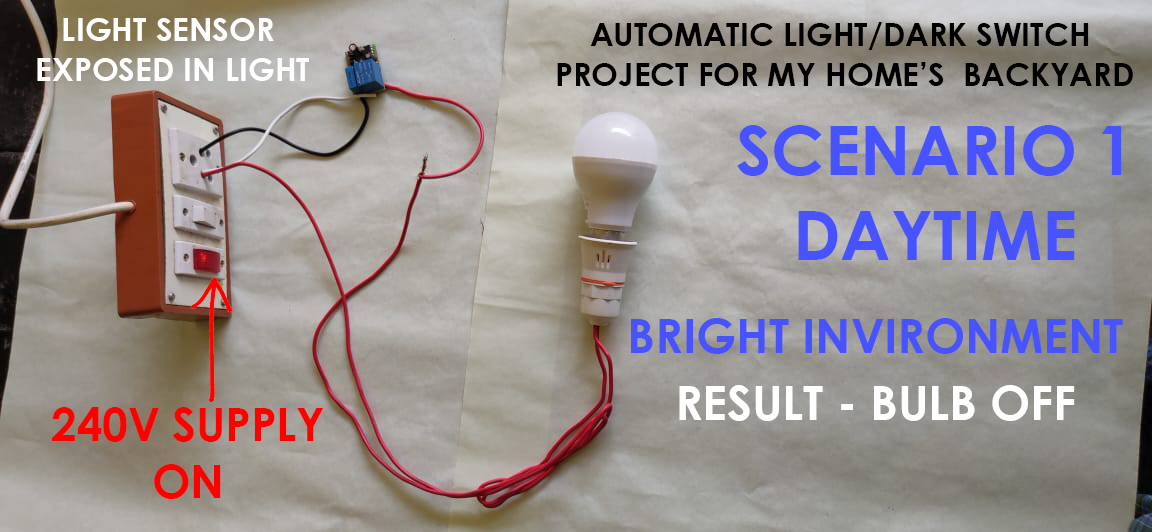 LIGHT SENSOR
EXPOSED IN LIGHT
AUTOMATIC LIGHT/DARK SWITCH
PROJECT FOR MY HOME'S BACKYARD
SCENARIO 1
DAYTIME
BRIGHT INVIRONMENT
RESULT - BULB OFF
240V SUPPLY
ON